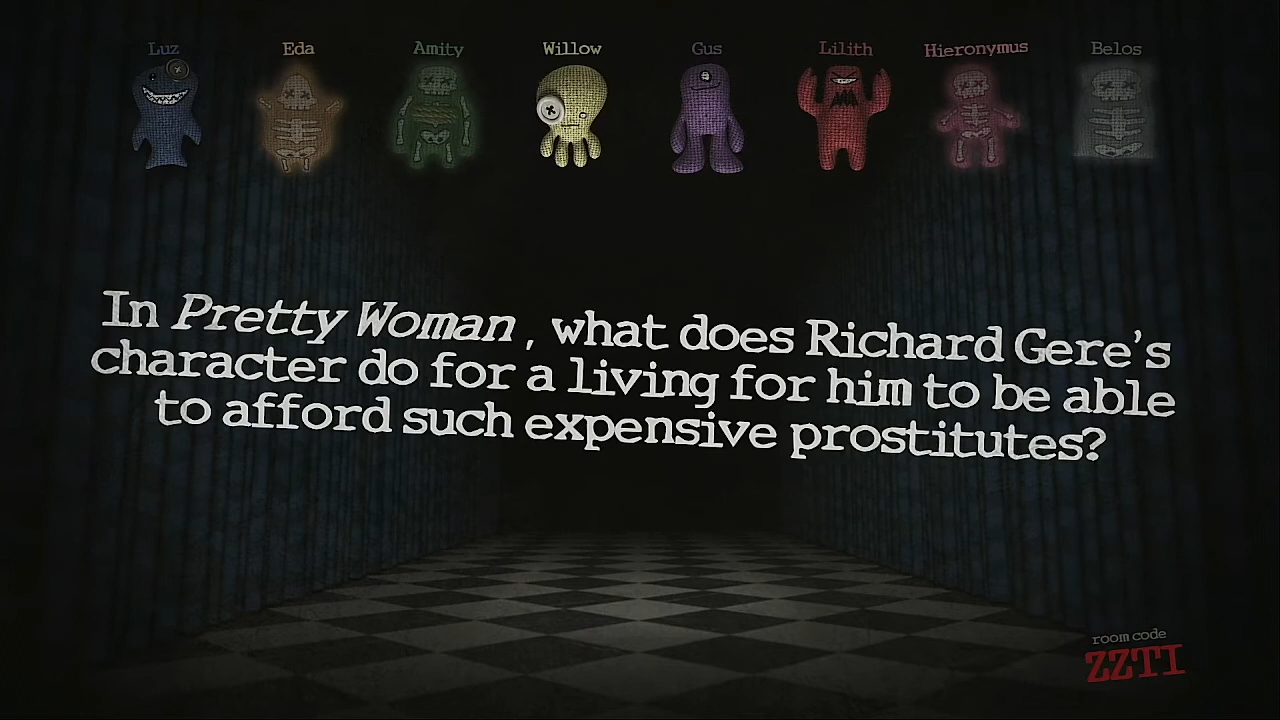 Luz Eda Amity Willow Gus Lilith Hieronymus Belos
In Pretty Woman , what does Richard Gere's
character do for a living for him to be able
to afford such expensive prostitutes?
room code
ZZTI